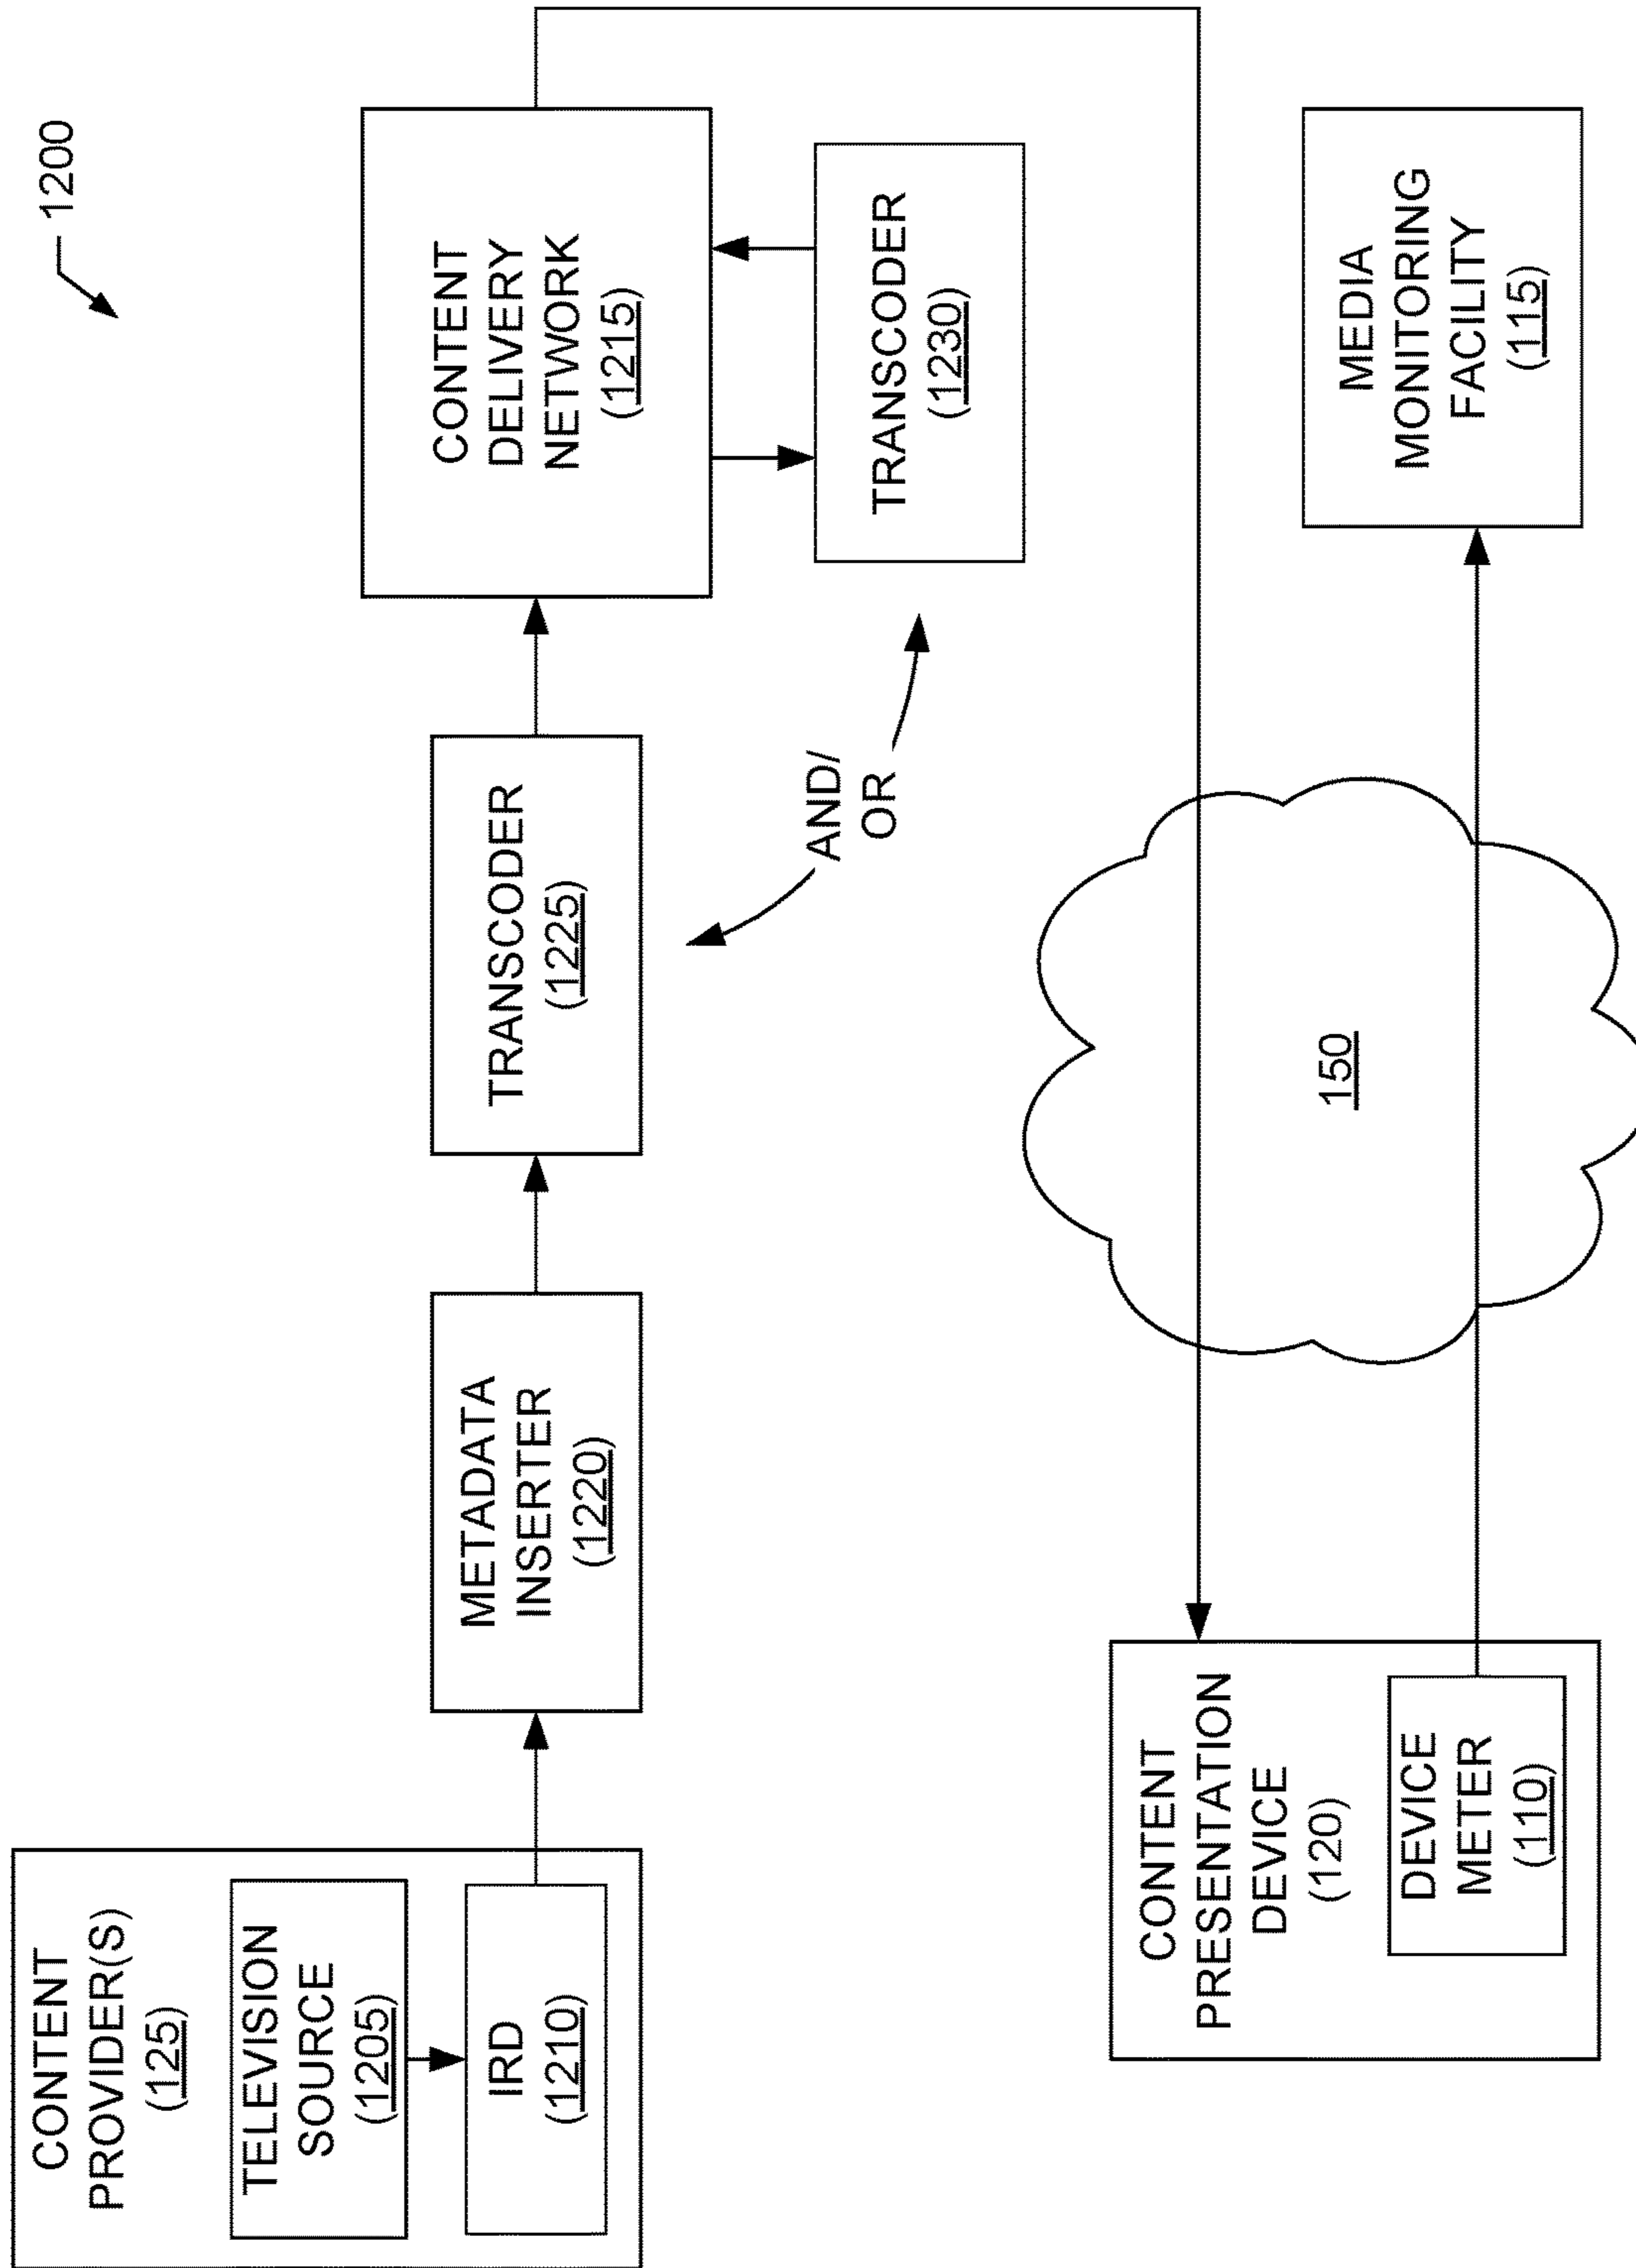 1200
CONTENT
PROVIDER(S)
(125)
TELEVISION
SOURCE
(1205)
IRD
(1210)
METADATA
INSERTER
(1220)
TRANSCODER
(1225)
CONTENT
DELIVERY
NETWORK
(1215)
TRANSCODER
(1230)
AND/
OR
150
CONTENT
PRESENTATION
DEVICE
(120)
DEVICE
METER
(110)
MEDIA
MONITORING
FACILITY
(115)